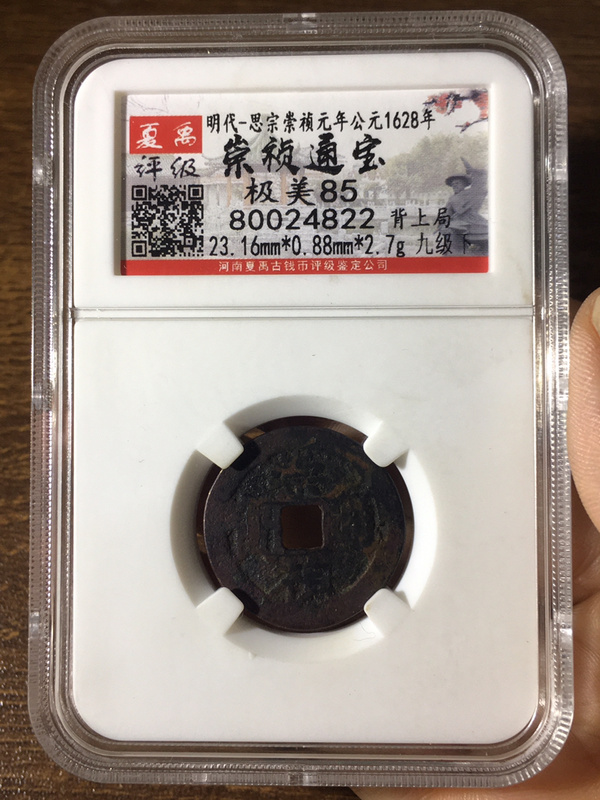 夏禹
评级
明代-思宗崇祯元年公元1628年
崇祯通宝
极美85
80024822 背上局
23.16mm*0.88mm*2.7g 九级下
河南夏禹古钱币评级鉴定公司